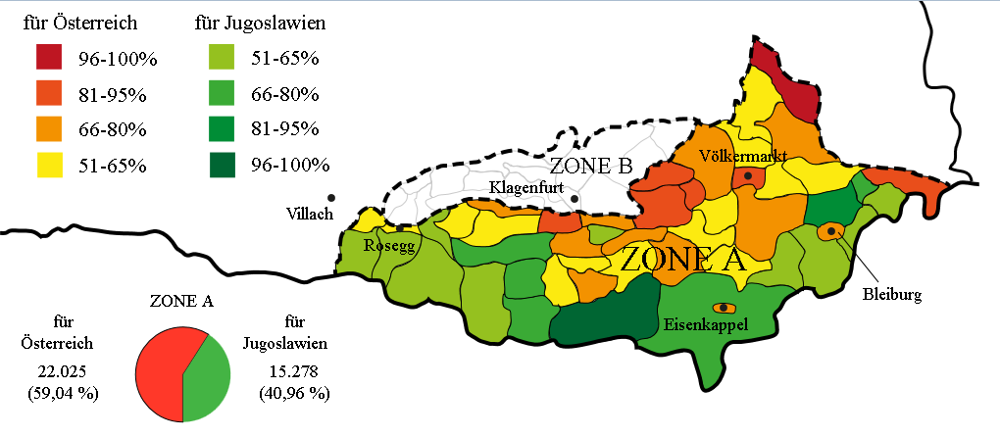 für Österreich
96-100%
81-95%
66-80%
51-65%
für Jugoslawien
51-65%
66-80%
81-95%
96-100%
ZONE B
Völkermarkt
Klagenfurt
Villach
Rosegg
ZONE A
Bleiburg
Eisenkappel
ZONE A
für
Österreich
22.025
(59,04 %)
für
Jugoslawien
15.278
(40,96 %)